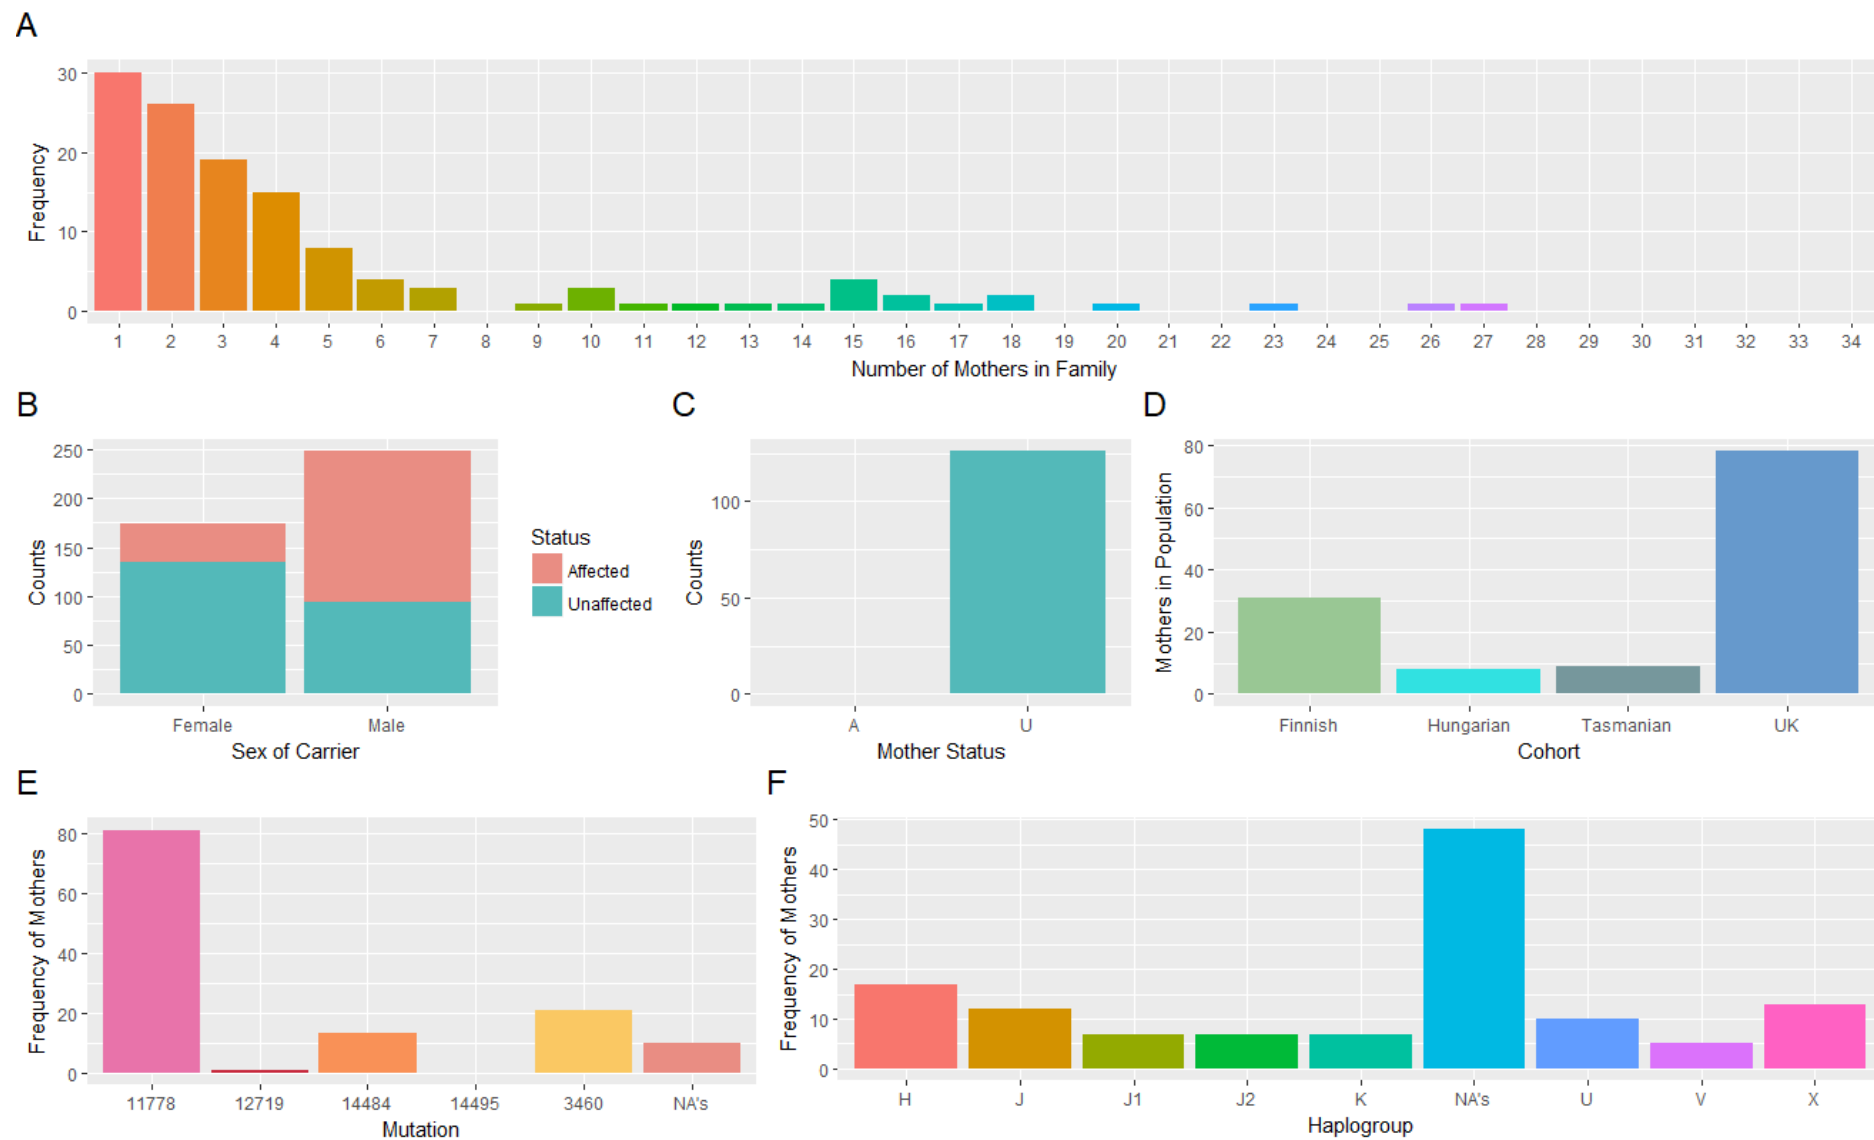 A
Frequency
30
20
10
0
1 2 3 4 5 6 7 8 9 10 11 12 13 14 15 16 17 18 19 20 21 22 23 24 25 26 27 28 29 30 31 32 33 34
Number of Mothers in Family
B
Counts
250
200
150
100
50
0
Female Male
Sex of Carrier
Status
Affected
Unaffected
C
Counts
100
50
0
A U
Mother Status
D
Mothers in Population
80
60
40
20
0
Finnish Hungarian Tasmanian UK
Cohort
E
Frequency of Mothers
80
60
40
20
0
11778 12719 14484 14495 3460 NA's
Mutation
F
Frequency of Mothers
50
40
30
20
10
0
H J J1 J2 K NA's U V X
Haplogroup